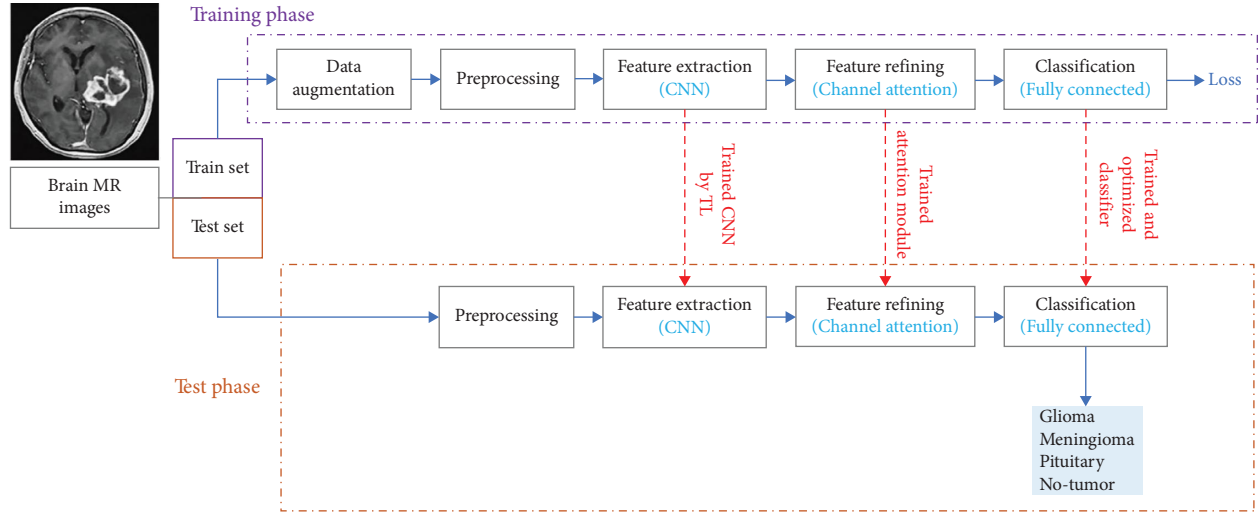 Training phase
Data
augmentation
Preprocessing
Feature extraction
(CNN)
Feature refining
(Channel attention)
Classification
(Fully connected)
Loss
Train set
Brain MR
images
Test set
Trained CNN
by TL
Trained
attention module
Trained and
optimized
classifier
Test phase
Preprocessing
Feature extraction
(CNN)
Feature refining
(Channel attention)
Classification
(Fully connected)
Glioma
Meningioma
Pituitary
No-tumor